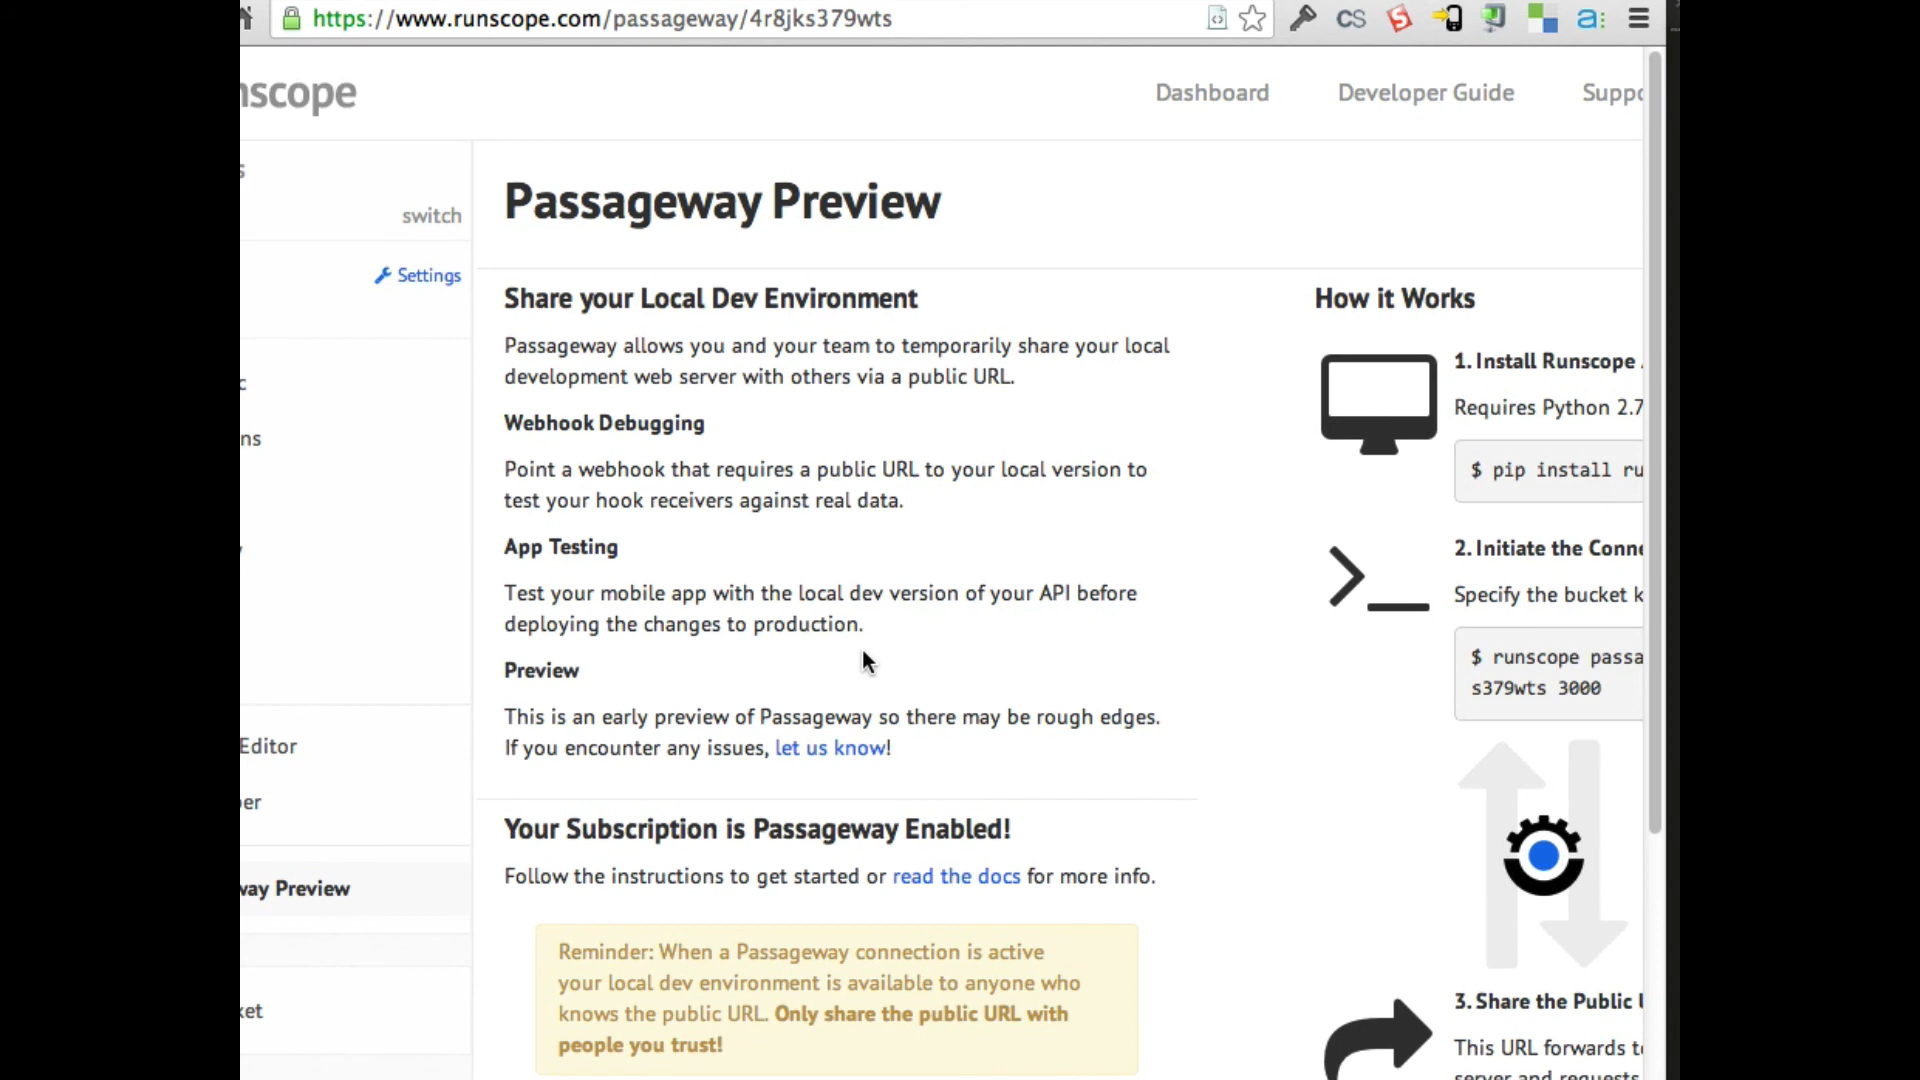 https://www.runscope.com/passageway/4r8jks379wts
nscope
Dashboard
Developer Guide
Suppo
s
switch
Settings
c
ns
Editor
per
way Preview
ket
Passageway Preview
Share your Local Dev Environment
Passageway allows you and your team to temporarily share your local
development web server with others via a public URL.
Webhook Debugging
Point a webhook that requires a public URL to your local version to
test your hook receivers against real data.
App Testing
Test your mobile app with the local dev version of your API before
deploying the changes to production.
Preview
This is an early preview of Passageway so there may be rough edges.
If you encounter any issues, let us know!
Your Subscription is Passageway Enabled!
Follow the instructions to get started or read the docs for more info.
Reminder: When a Passageway connection is active
your local dev environment is available to anyone who
knows the public URL. Only share the public URL with
people you trust!
How it Works
1. Install Runscope
Requires Python 2.7
$ pip install ru
2. Initiate the Conne
Specify the bucket k
$ runscope passa
s379wts 3000
3. Share the Public
This URL forwards t
server and requests